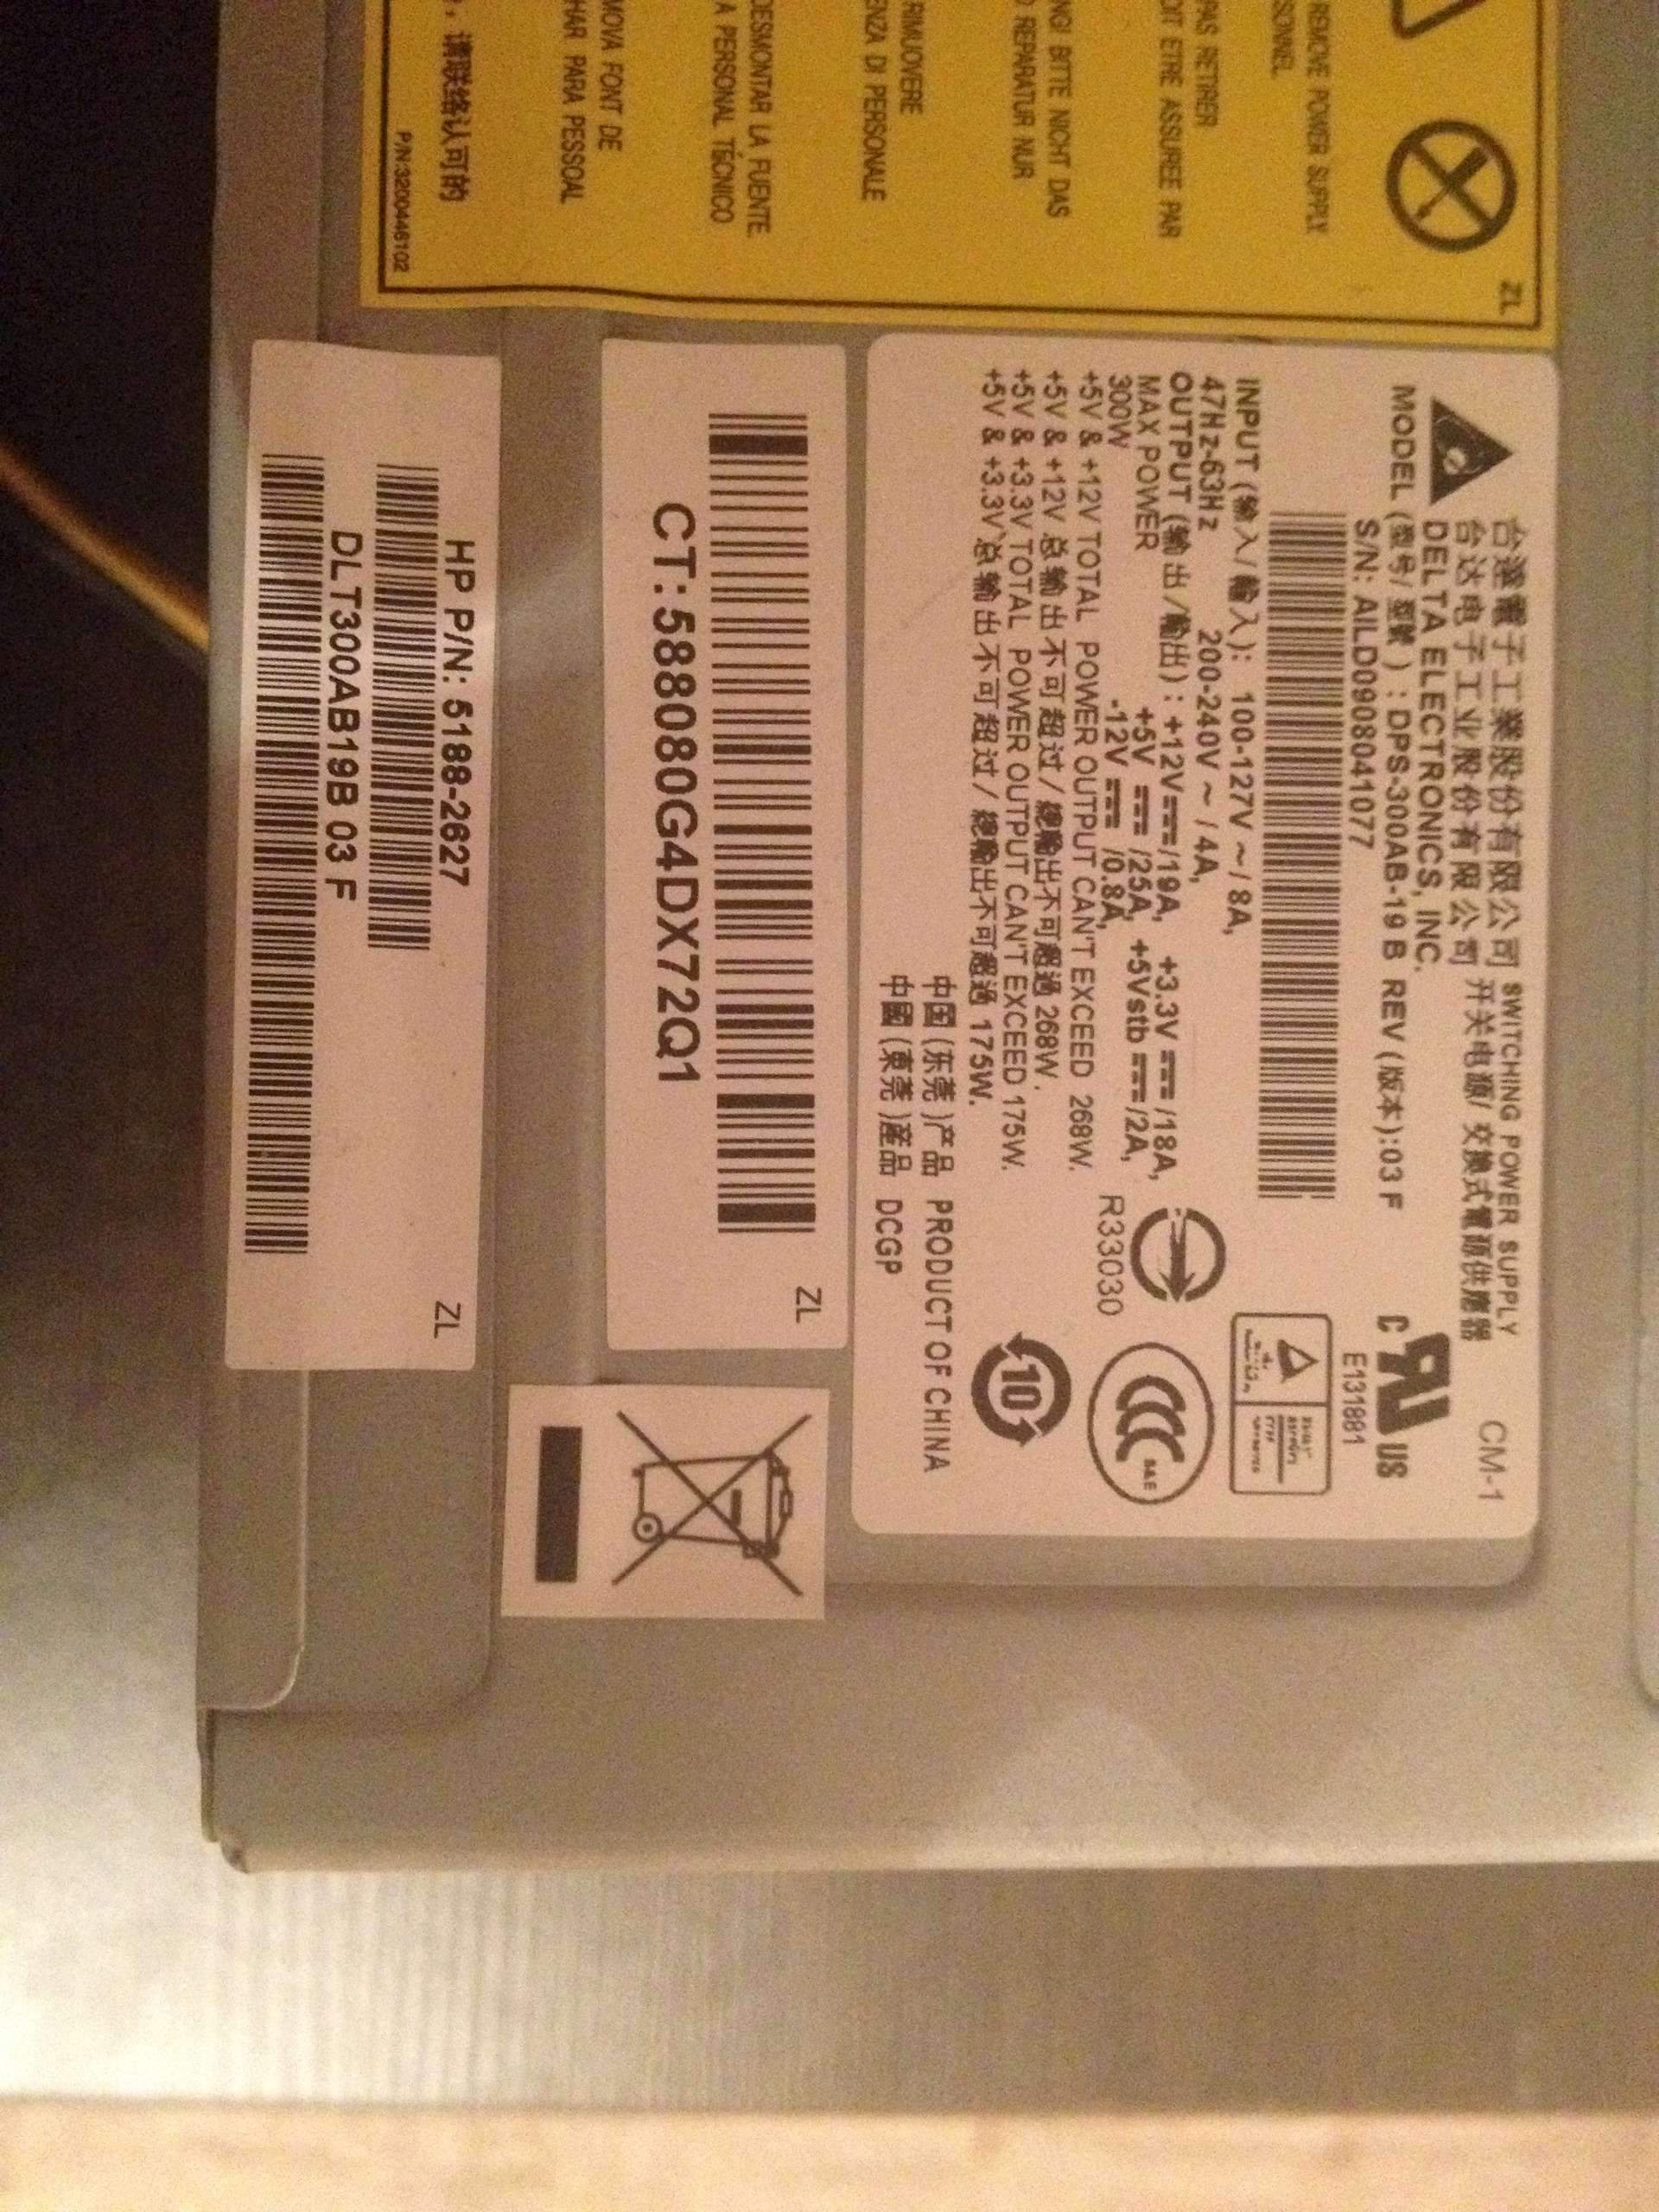 REMOVE POWER SUPPLY
SONNEL
PAS RETIRER
OIT ETRE ASSUREE PAR
NG! BITTE NICHT DAS
REPARATUR NUR
RIMUOVERE
ENZA DI PERSONALE
DESMONTAR LA FUENTE.
A PERSONAL TÉCNICO
MOVA FONT DE
HAR PARA PESSOAL
，请联络认可的
P/N:3200446102
ZL
台達電子工業股份有限公司 SWITCHING POWER SUPPLY
台达电子工业股份有限公司 开关电源/ 交換式電源供應器
CM-1
DELTA ELECTRONICS, INC.
MODEL (型号/ 型號 ) : DPS-300AB-19 B REV (版本):03 F
S/N: AILD0908041077
C US
E131881
INPUT (输入/輸入): 100-127V ~/ 8A,
47Hz-63Hz 200-240V ~ / 4A,
OUTPUT (输出/輸出) : +12V⎓/19A, +3.3V ⎓ /18A,
MAX POWER +5V ⎓ /25A, +5Vstb ⎓/2A,
300W -12V ⎓ /0.8A,
R33030
+5V & +12V TOTAL POWER OUTPUT CAN'T EXCEED 268W.
+5V & +12V 总输出不可超过 / 總輸出不可超過 268W .
+5V & +3.3V TOTAL POWER OUTPUT CAN'T EXCEED 175W.
+5V & +3.3V 总输出不可超过 / 總輸出不可超過 175W.
10
中国 (东莞 )产品 PRODUCT OF CHINA
中國 (東莞 )產品 DCGP
CT:588080G4DX72Q1
ZL
HP P/N: 5188-2627
DLT300AB19B 03 F
ZL